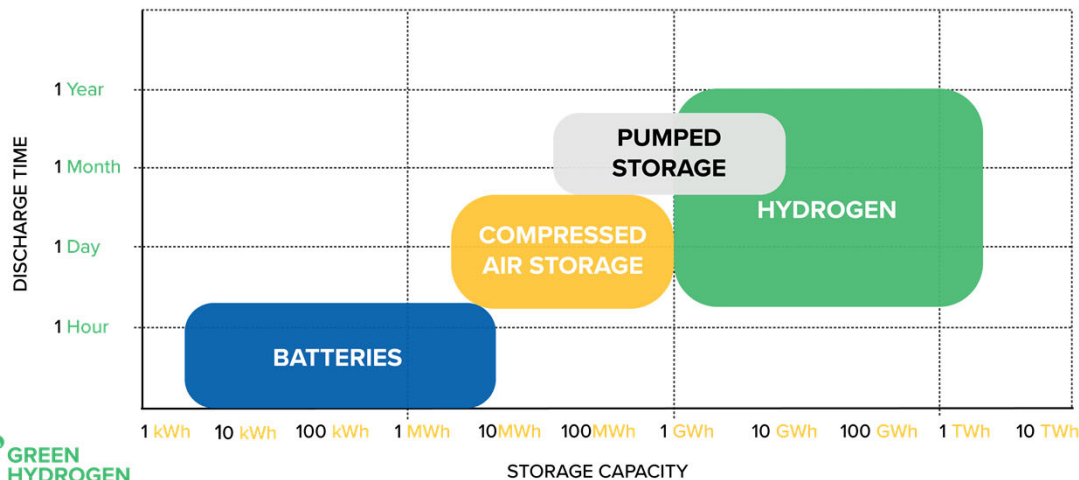 DISCHARGE TIME
1 Year
1 Month
1 Day
1 Hour
PUMPED
STORAGE
HYDROGEN
COMPRESSED
AIR STORAGE
BATTERIES
1 kWh 10 kWh 100 kWh 1 MWh 10MWh 100MWh 1 GWh 10 GWh 100 GWh 1 TWh 10 TWh
STORAGE CAPACITY
GREEN
HYDROGEN